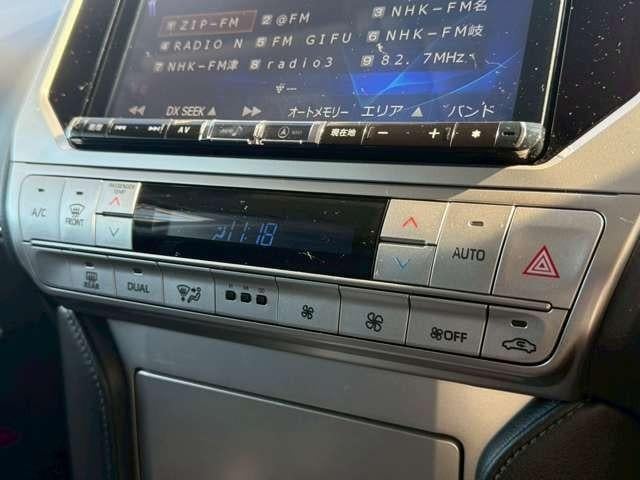 1 ZIP-FM 2 @FM 3 NHK-FM名
4 RADIO N 5 FM GIFU 6 NHK-FM岐
7 NHK-FM津 8 radio3 9 82.7MHz
DX SEEK オートメモリー エリア バンド
AV 現在地 − + ✱
PASSENGER TEMP
A/C FRONT 11:18 AUTO
REAR DUAL OFF